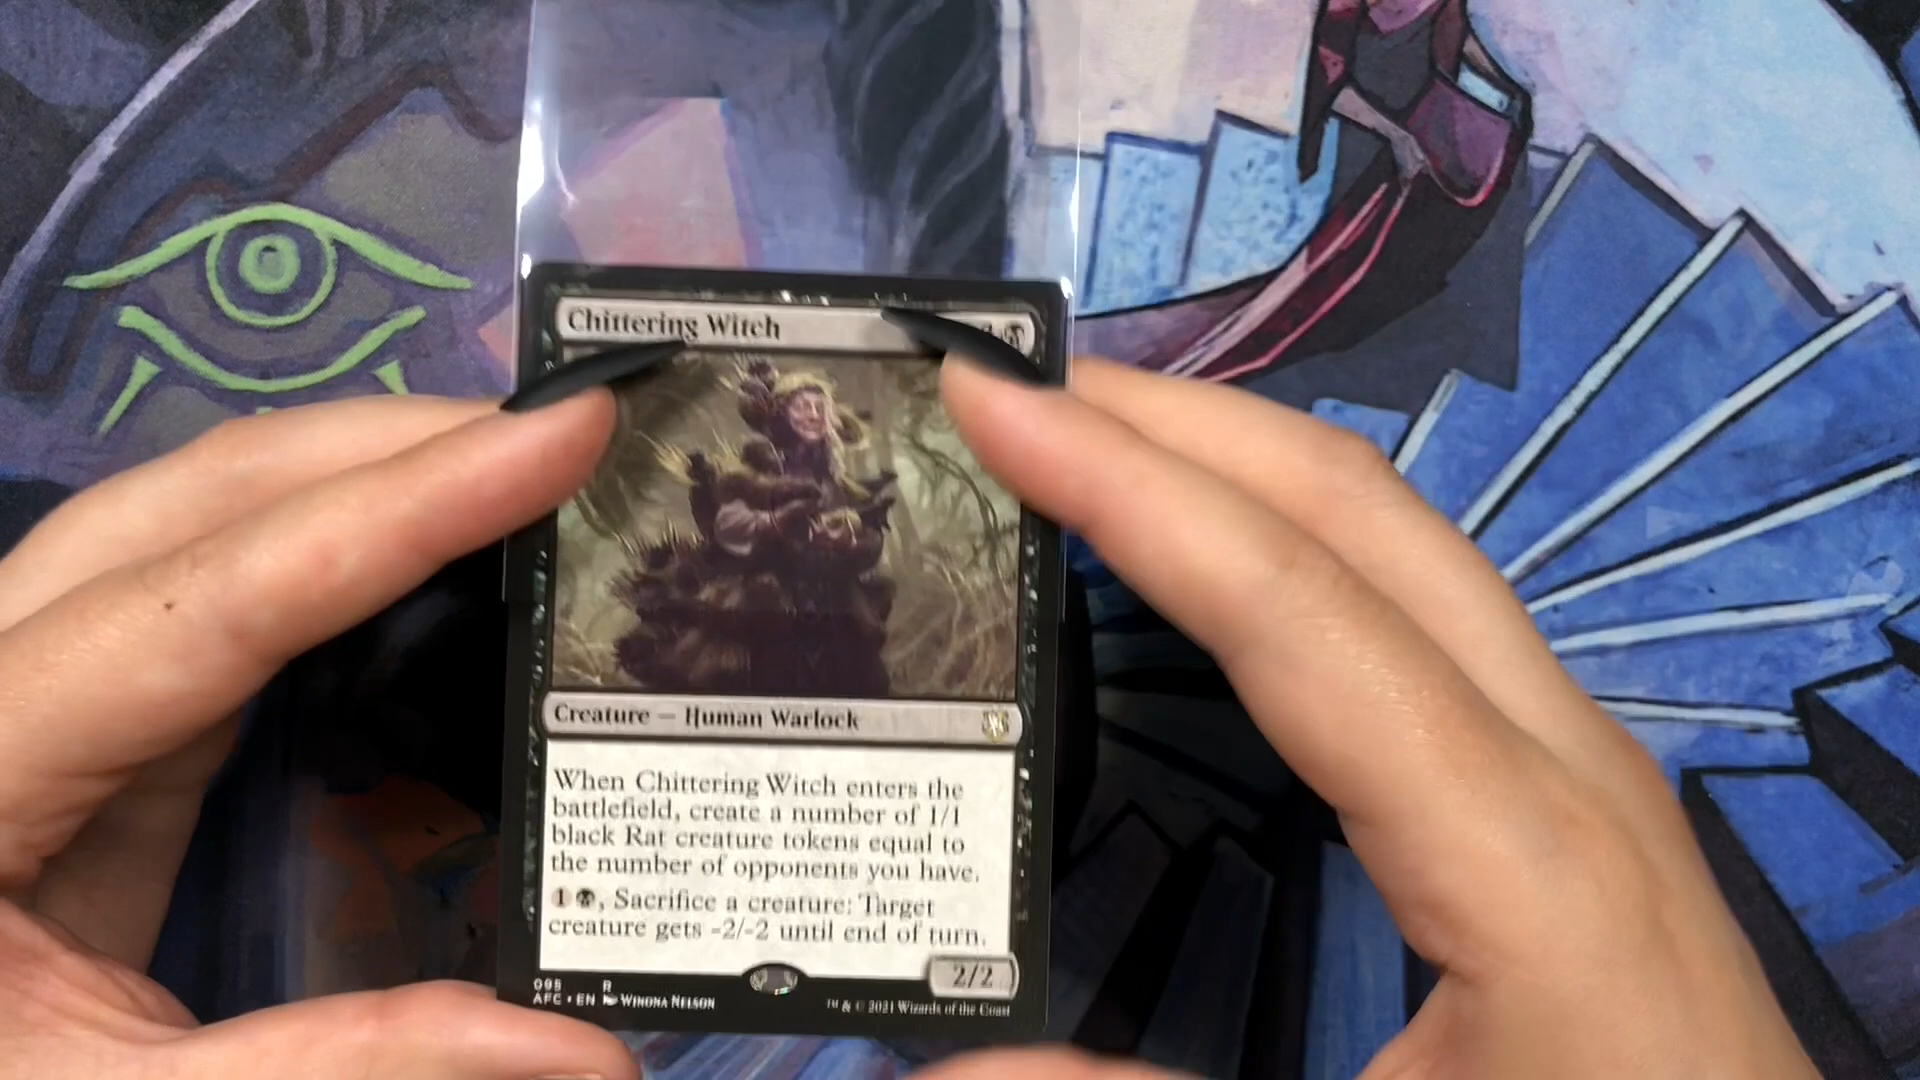 Chittering Witch
Creature — Human Warlock
When Chittering Witch enters the
battlefield, create a number of 1/1
black Rat creature tokens equal to
the number of opponents you have.
1 , Sacrifice a creature: Target
creature gets -2/-2 until end of turn.
2/2
095 R
AFC • EN Winona Nelson
™ & © 2021 Wizards of the Coast